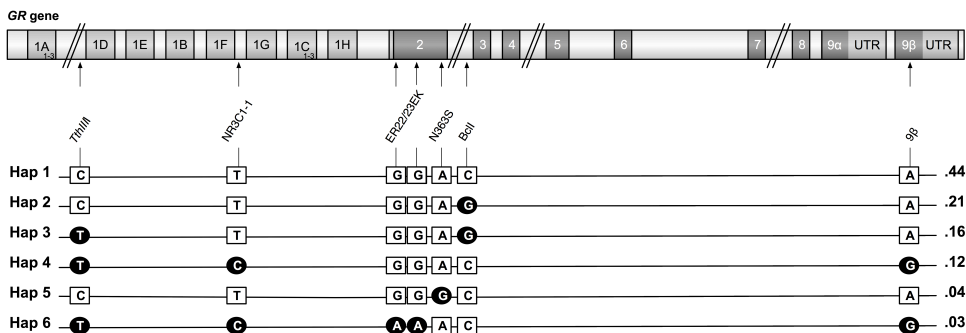 GR gene
1A 1-3 1D 1E 1B 1F 1G 1C 1-3 1H 2 3 4 5 6 7 8 9α UTR 9β UTR
TthIIII NR3C1-1 ER22/23EK N363S BclI 9β
Hap 1 C T G G A C A .44
Hap 2 C T G G A G A .21
Hap 3 T T G G A G A .16
Hap 4 T C G G A C G .12
Hap 5 C T G G G C A .04
Hap 6 T C A A A C G .03